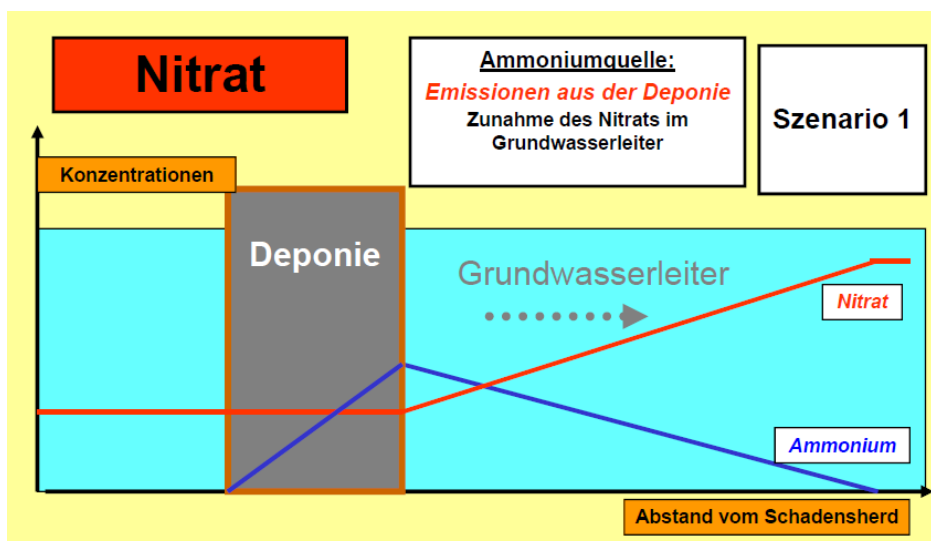 Nitrat
Ammoniumquelle:
Emissionen aus der Deponie
Zunahme des Nitrats im
Grundwasserleiter
Szenario 1
Konzentrationen
Deponie
Grundwasserleiter
Nitrat
Ammonium
Abstand vom Schadensherd